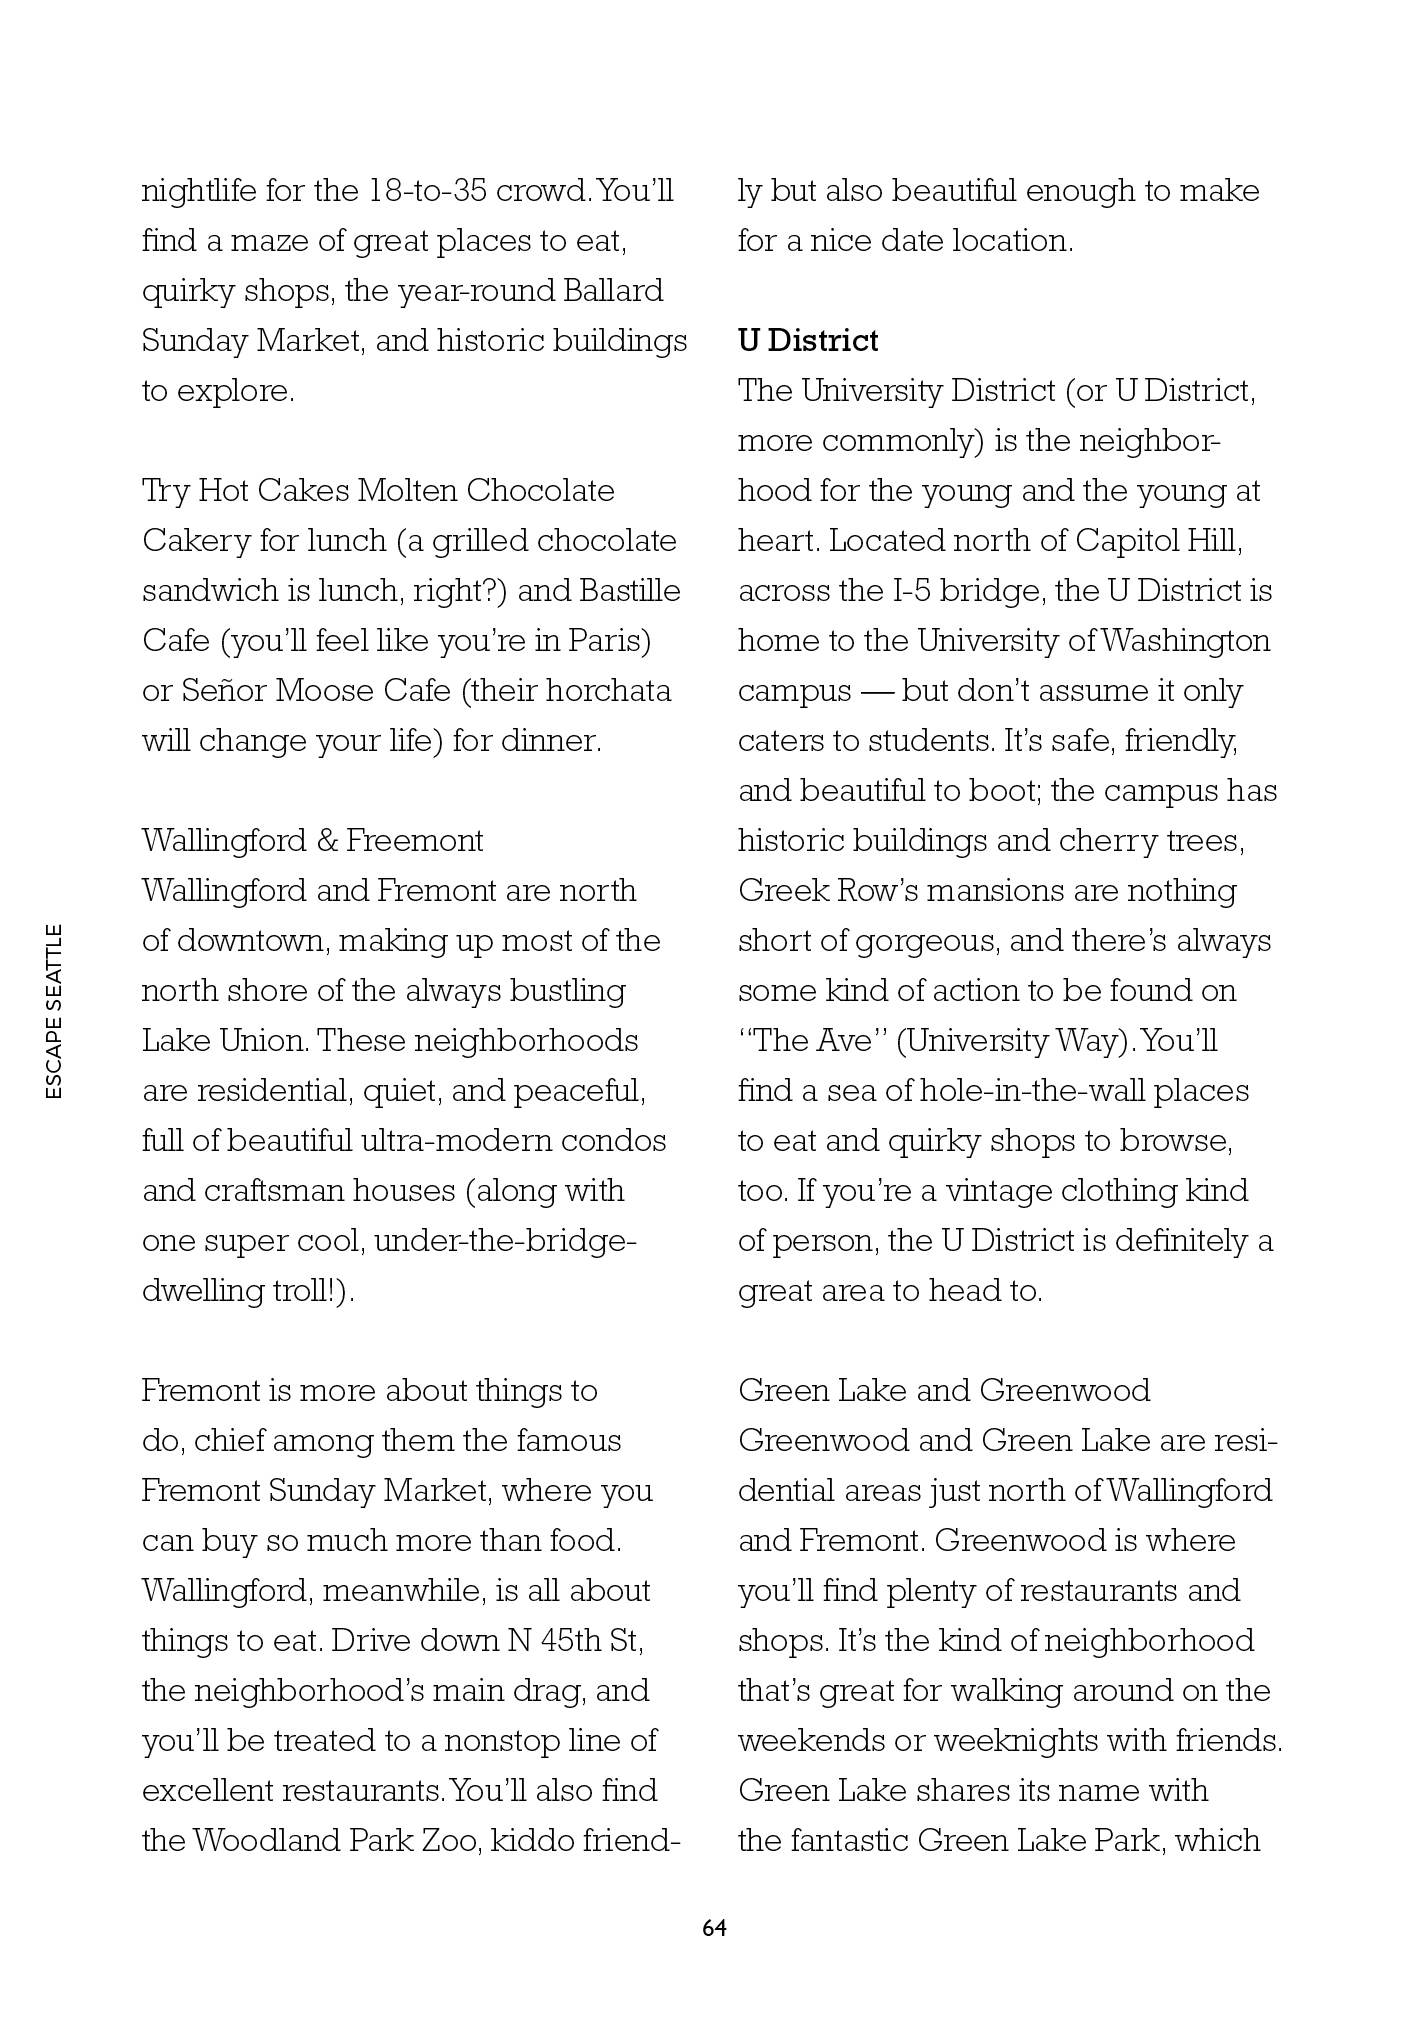 nightlife for the 18-to-35 crowd. You’ll
find a maze of great places to eat,
quirky shops, the year-round Ballard
Sunday Market, and historic buildings
to explore.
Try Hot Cakes Molten Chocolate
Cakery for lunch (a grilled chocolate
sandwich is lunch, right?) and Bastille
Cafe (you’ll feel like you’re in Paris)
or Señor Moose Cafe (their horchata
will change your life) for dinner.
Wallingford & Freemont
Wallingford and Fremont are north
of downtown, making up most of the
north shore of the always bustling
Lake Union. These neighborhoods
are residential, quiet, and peaceful,
full of beautiful ultra-modern condos
and craftsman houses (along with
one super cool, under-the-bridge-
dwelling troll!).
Fremont is more about things to
do, chief among them the famous
Fremont Sunday Market, where you
can buy so much more than food.
Wallingford, meanwhile, is all about
things to eat. Drive down N 45th St,
the neighborhood’s main drag, and
you’ll be treated to a nonstop line of
excellent restaurants. You’ll also find
the Woodland Park Zoo, kiddo friend-
ly but also beautiful enough to make
for a nice date location.
U District
The University District (or U District,
more commonly) is the neighbor-
hood for the young and the young at
heart. Located north of Capitol Hill,
across the I-5 bridge, the U District is
home to the University of Washington
campus — but don’t assume it only
caters to students. It’s safe, friendly,
and beautiful to boot; the campus has
historic buildings and cherry trees,
Greek Row’s mansions are nothing
short of gorgeous, and there’s always
some kind of action to be found on
“The Ave” (University Way). You’ll
find a sea of hole-in-the-wall places
to eat and quirky shops to browse,
too. If you’re a vintage clothing kind
of person, the U District is definitely a
great area to head to.
Green Lake and Greenwood
Greenwood and Green Lake are resi-
dential areas just north of Wallingford
and Fremont. Greenwood is where
you’ll find plenty of restaurants and
shops. It’s the kind of neighborhood
that’s great for walking around on the
weekends or weeknights with friends.
Green Lake shares its name with
the fantastic Green Lake Park, which
ESCAPE SEATTLE
64